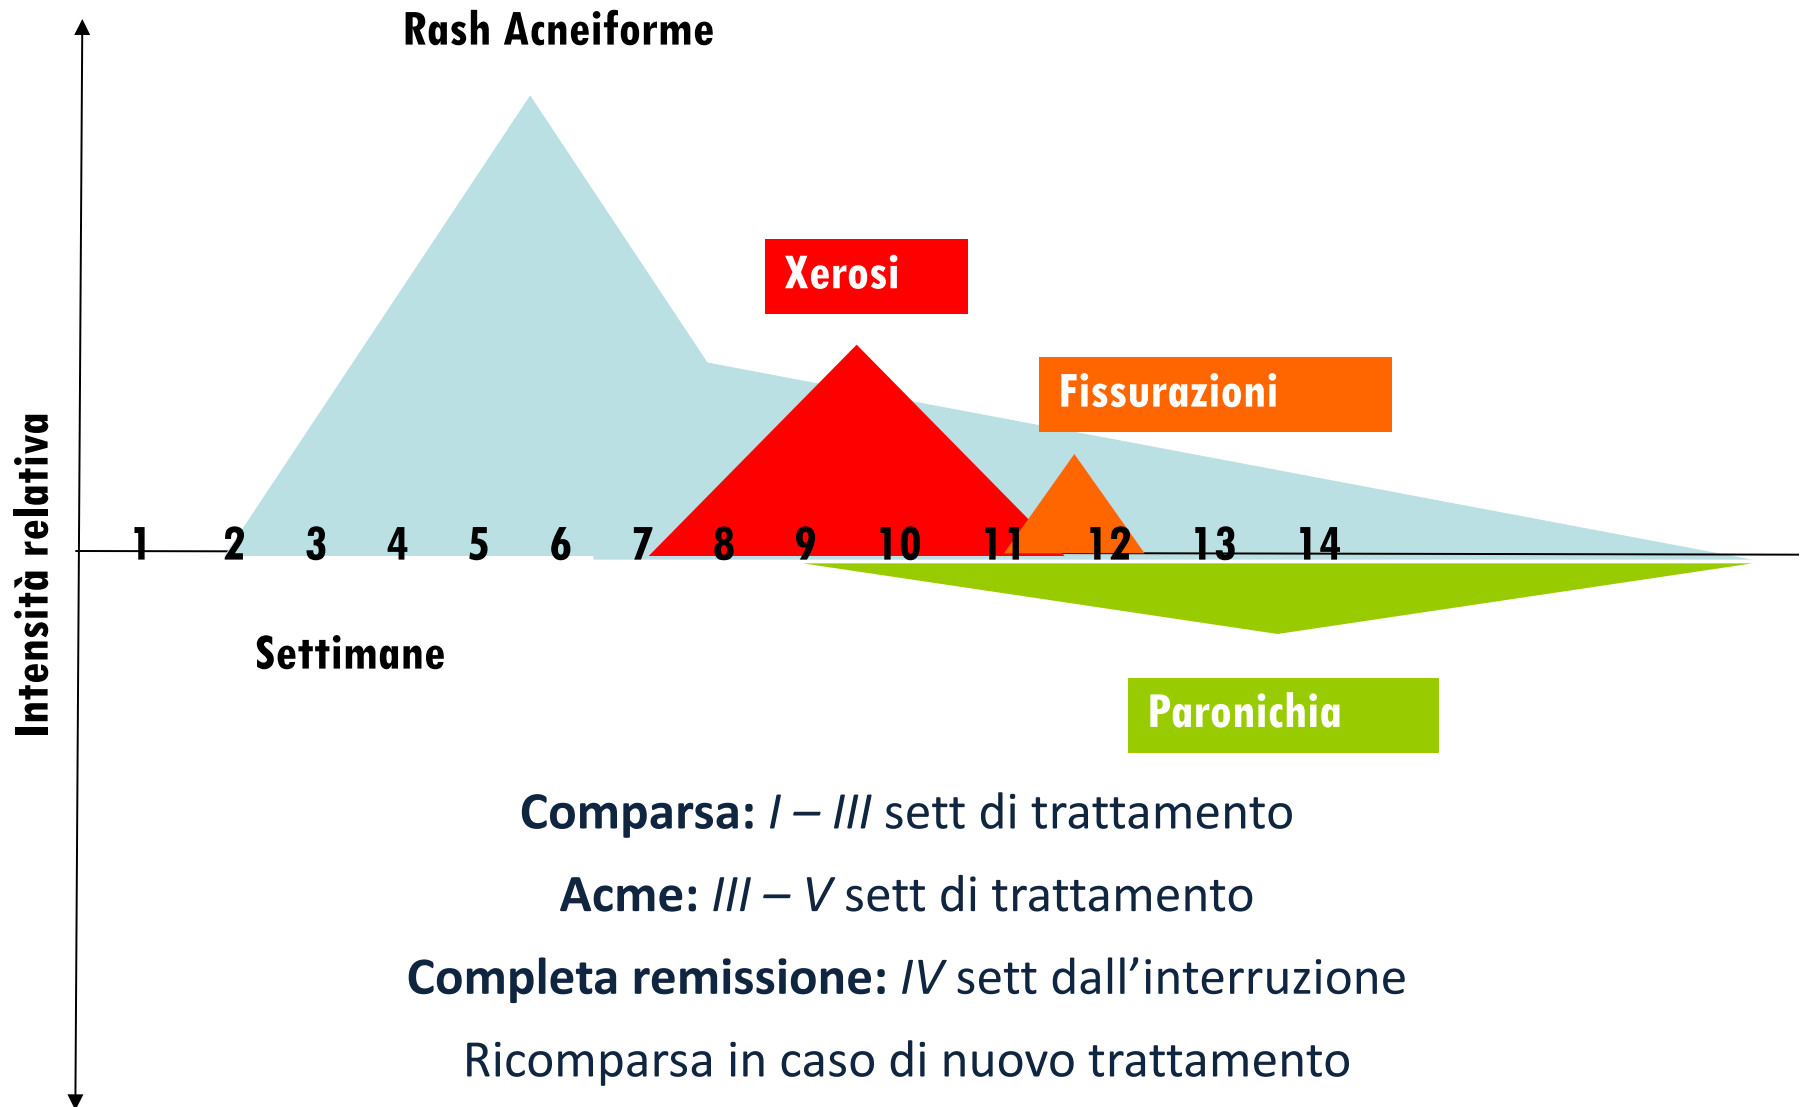 Rash Acneiforme
Xerosi
Fissurazioni
Intensità relativa
1 2 3 4 5 6 7 8 9 10 11 12 13 14
Settimane
Paronichia
Comparsa: I – III sett di trattamento
Acme: III – V sett di trattamento
Completa remissione: IV sett dall’interruzione
Ricomparsa in caso di nuovo trattamento